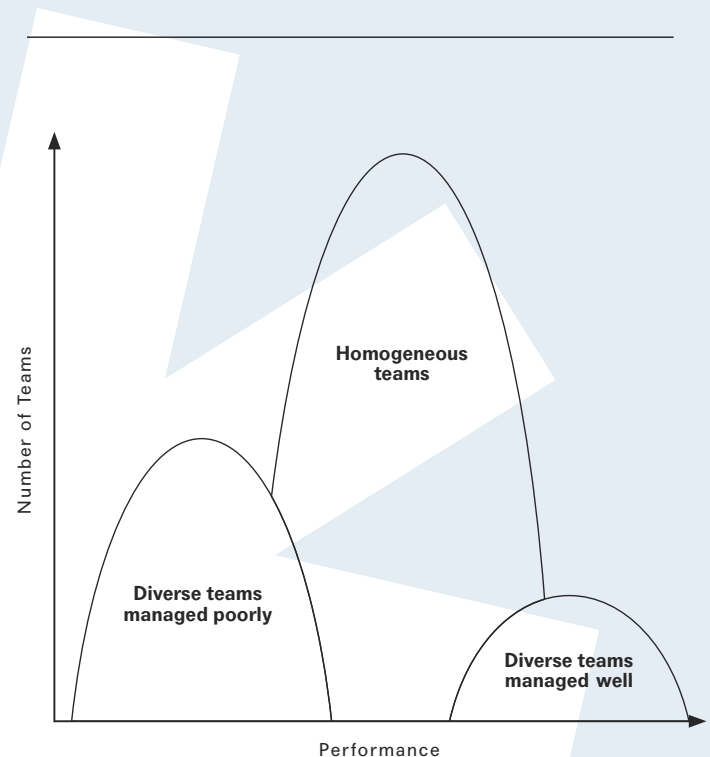 Number of Teams
Homogeneous
teams
Diverse teams
managed poorly
Diverse teams
managed well
Performance